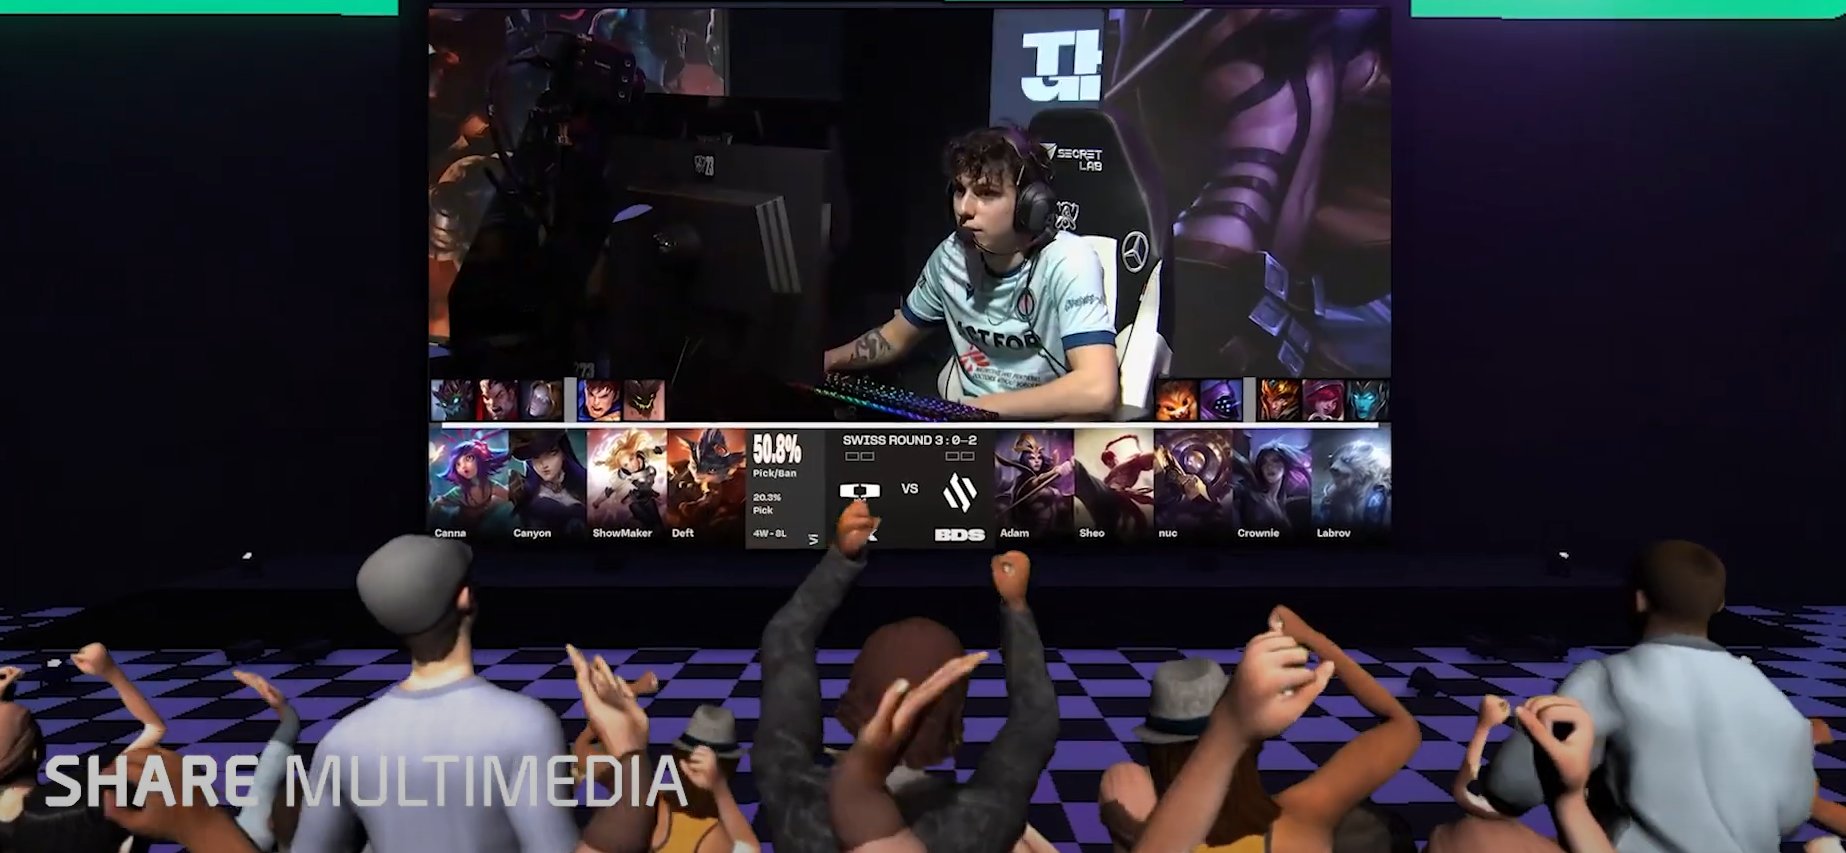 SECRET
LAB
50.8%
Pick/Ban
20.3%
Pick
4W-8L
SWISS ROUND 3 : 0-2
VS
BDS
Canna
Canyon
ShowMaker
Deft
Adam
Sheo
nuc
Crownie
Labrov
SHARE MULTIMEDIA